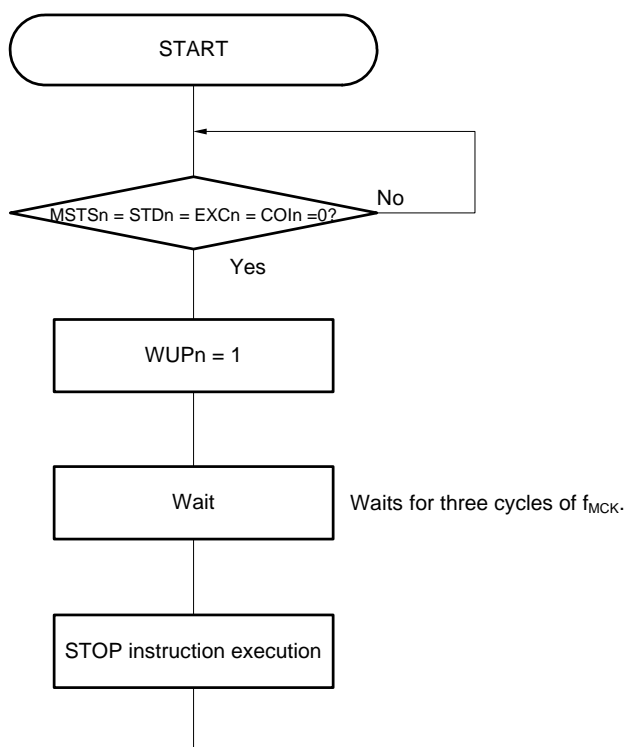 START
MSTSn = STDn = EXCn = COIn =0?
No
Yes
WUPn = 1
Wait
Waits for three cycles of fMCK.
STOP instruction execution